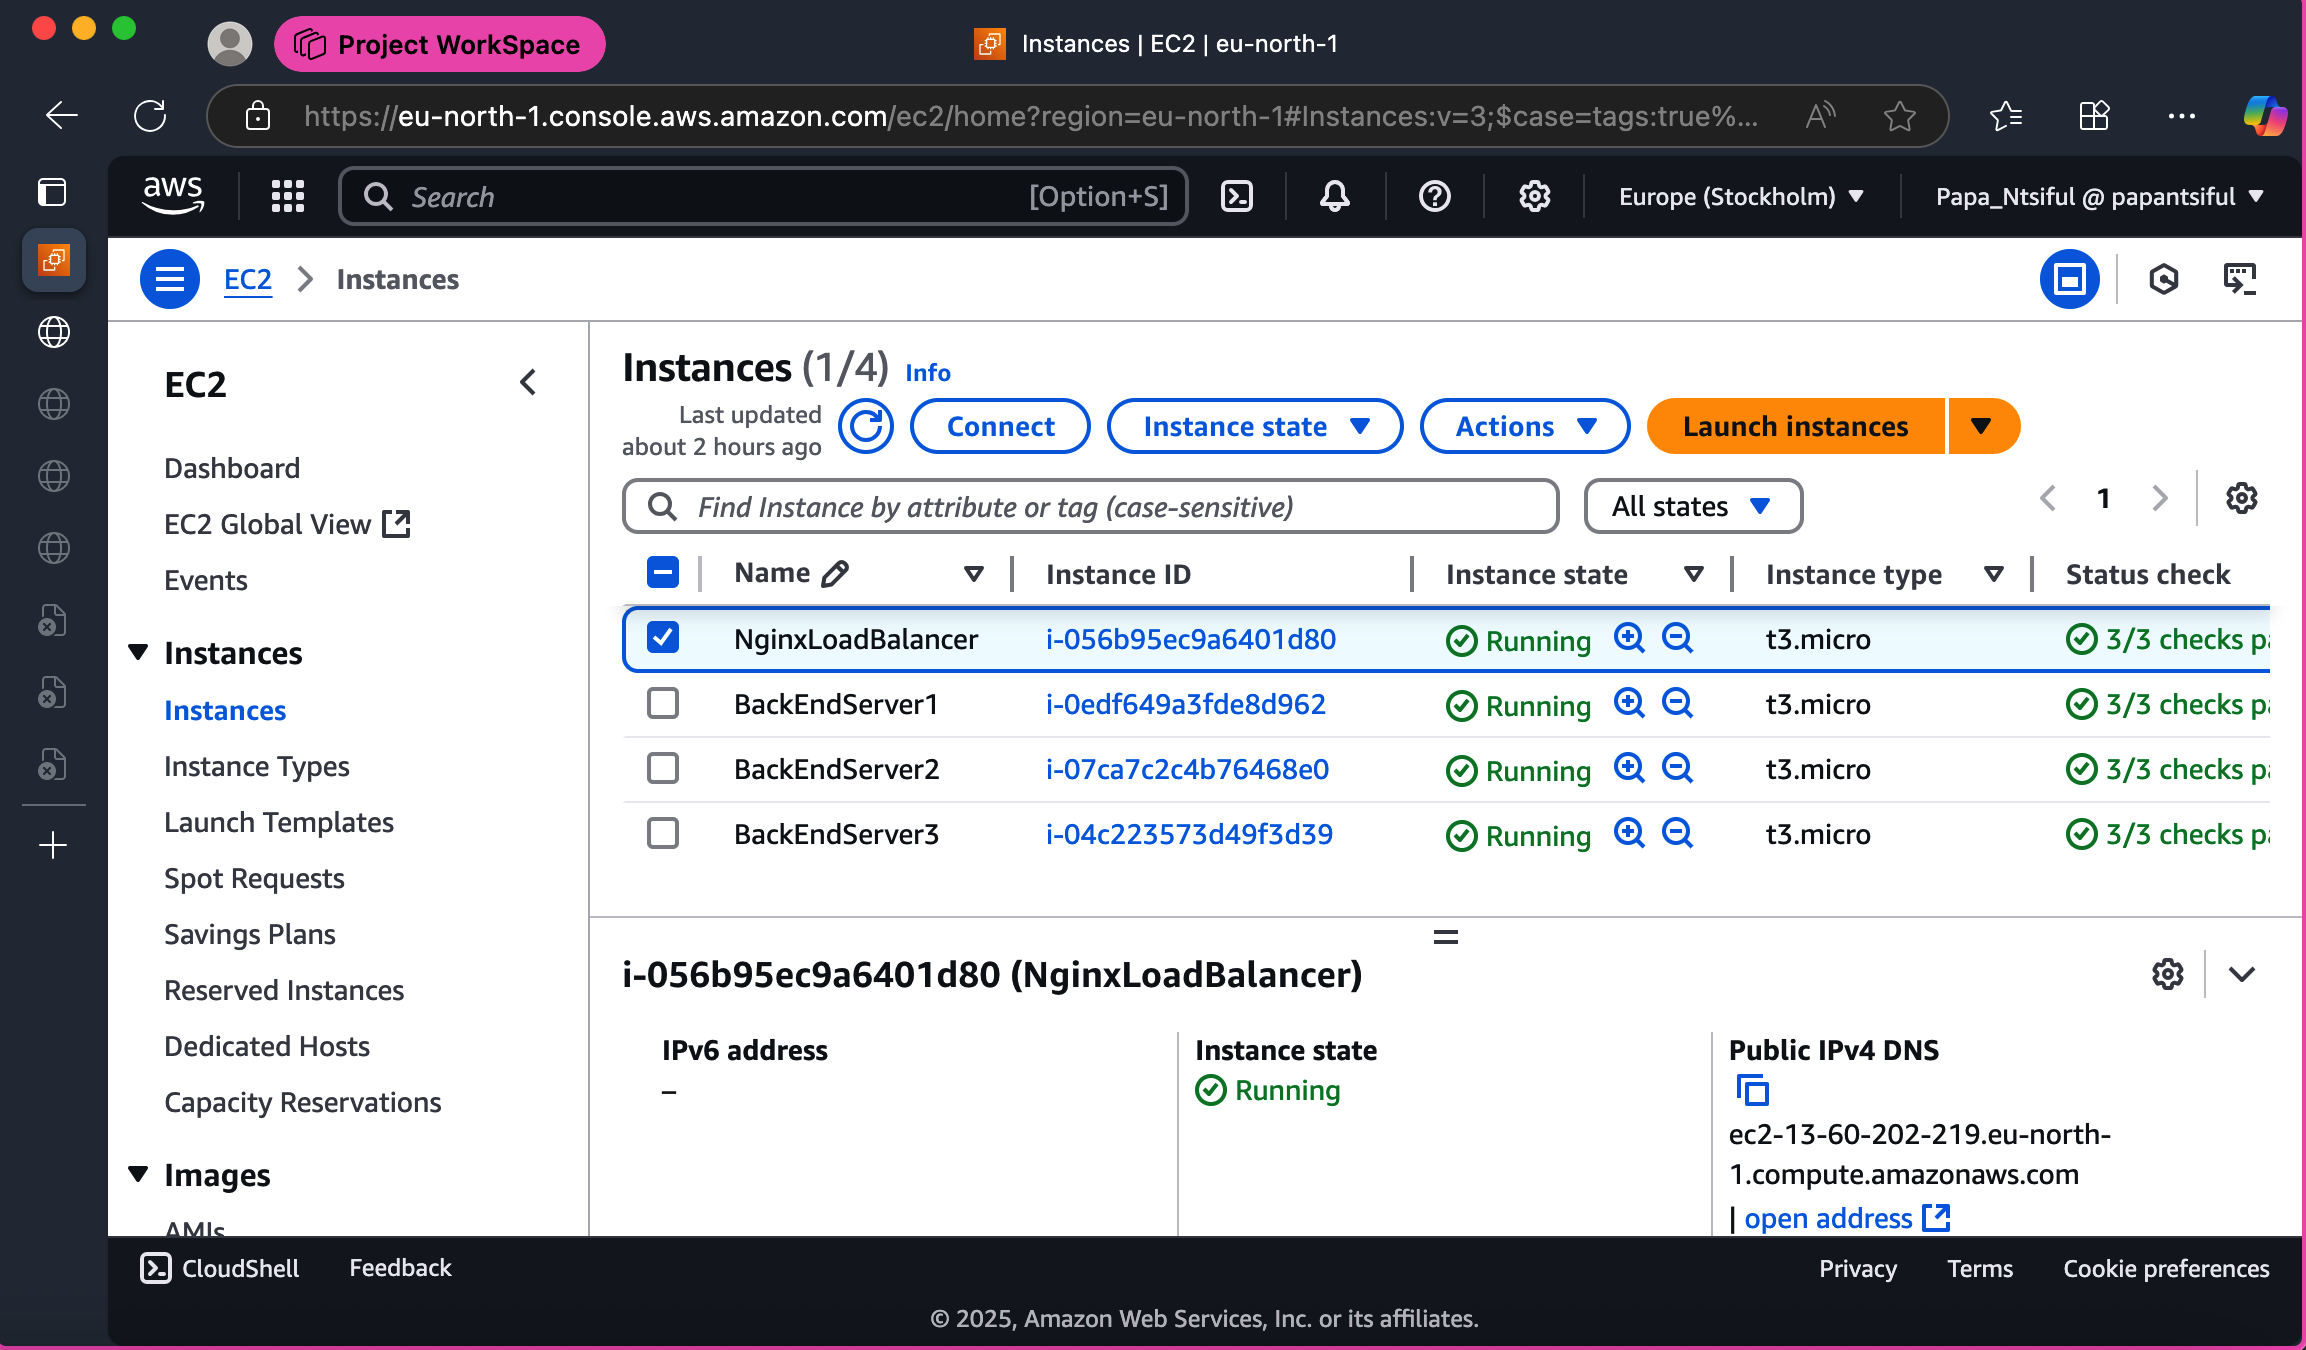 Project WorkSpace
Instances | EC2 | eu-north-1
https://eu-north-1.console.aws.amazon.com/ec2/home?region=eu-north-1#Instances:v=3;$case=tags:true%...
aws
Search
[Option+S]
Europe (Stockholm)
Papa_Ntsiful @ papantsiful
EC2
Instances
EC2
Dashboard
EC2 Global View
Events
Instances
Instances
Instance Types
Launch Templates
Spot Requests
Savings Plans
Reserved Instances
Dedicated Hosts
Capacity Reservations
Images
AMIs
Instances (1/4) Info
Last updated
about 2 hours ago
Connect
Instance state
Actions
Launch instances
Find Instance by attribute or tag (case-sensitive)
All states
1
Name Instance ID Instance state Instance type Status check
NginxLoadBalancer i-056b95ec9a6401d80 Running t3.micro 3/3 checks pa
BackEndServer1 i-0edf649a3fde8d962 Running t3.micro 3/3 checks pa
BackEndServer2 i-07ca7c2c4b76468e0 Running t3.micro 3/3 checks pa
BackEndServer3 i-04c223573d49f3d39 Running t3.micro 3/3 checks pa
i-056b95ec9a6401d80 (NginxLoadBalancer)
IPv6 address
–
Instance state
Running
Public IPv4 DNS
ec2-13-60-202-219.eu-north-
1.compute.amazonaws.com
| open address
CloudShell
Feedback
Privacy
Terms
Cookie preferences
© 2025, Amazon Web Services, Inc. or its affiliates.